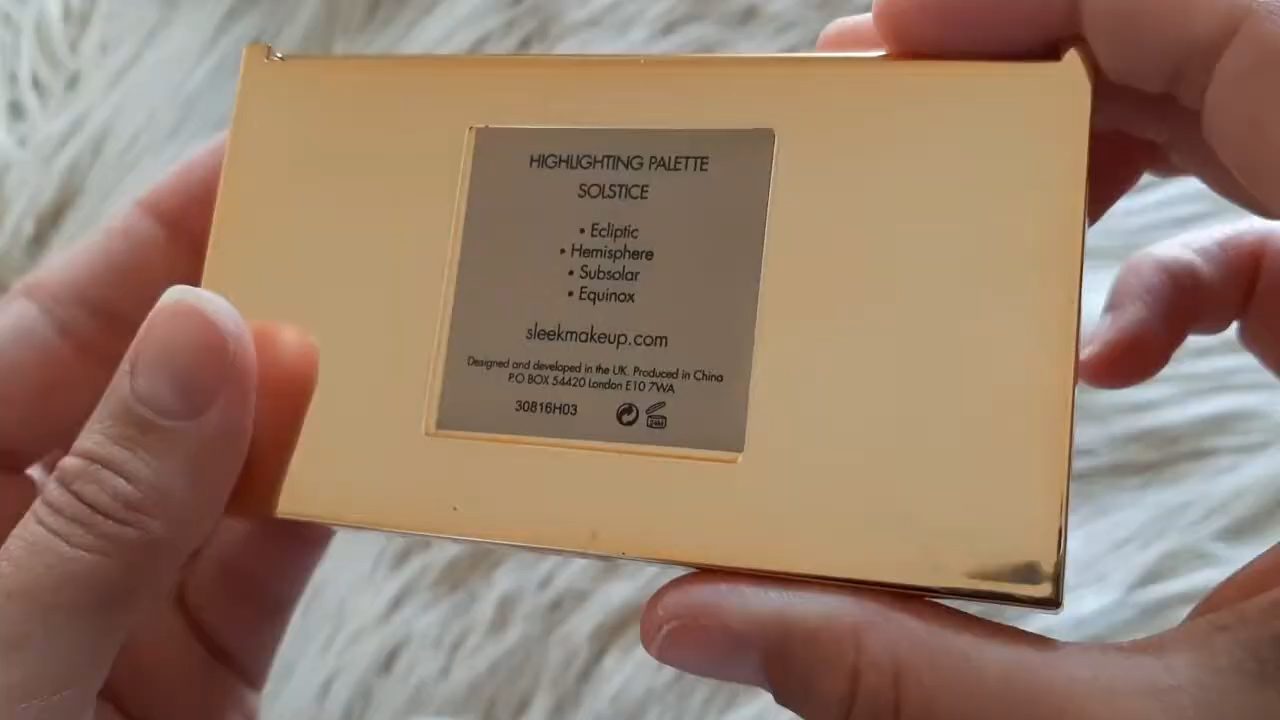 HIGHLIGHTING PALETTE
SOLSTICE
• Ecliptic
• Hemisphere
• Subsolar
• Equinox
sleekmakeup.com
Designed and developed in the UK. Produced in China
P.O BOX 54420 London E10 7WA
30816H03
24M